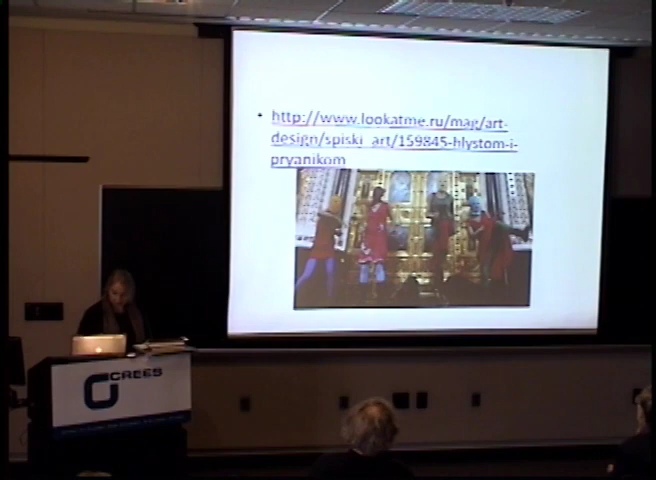 • http://www.lookatme.ru/mag/art-
design/spiski_art/159845-hlystom-i-
pryanikom
CREES